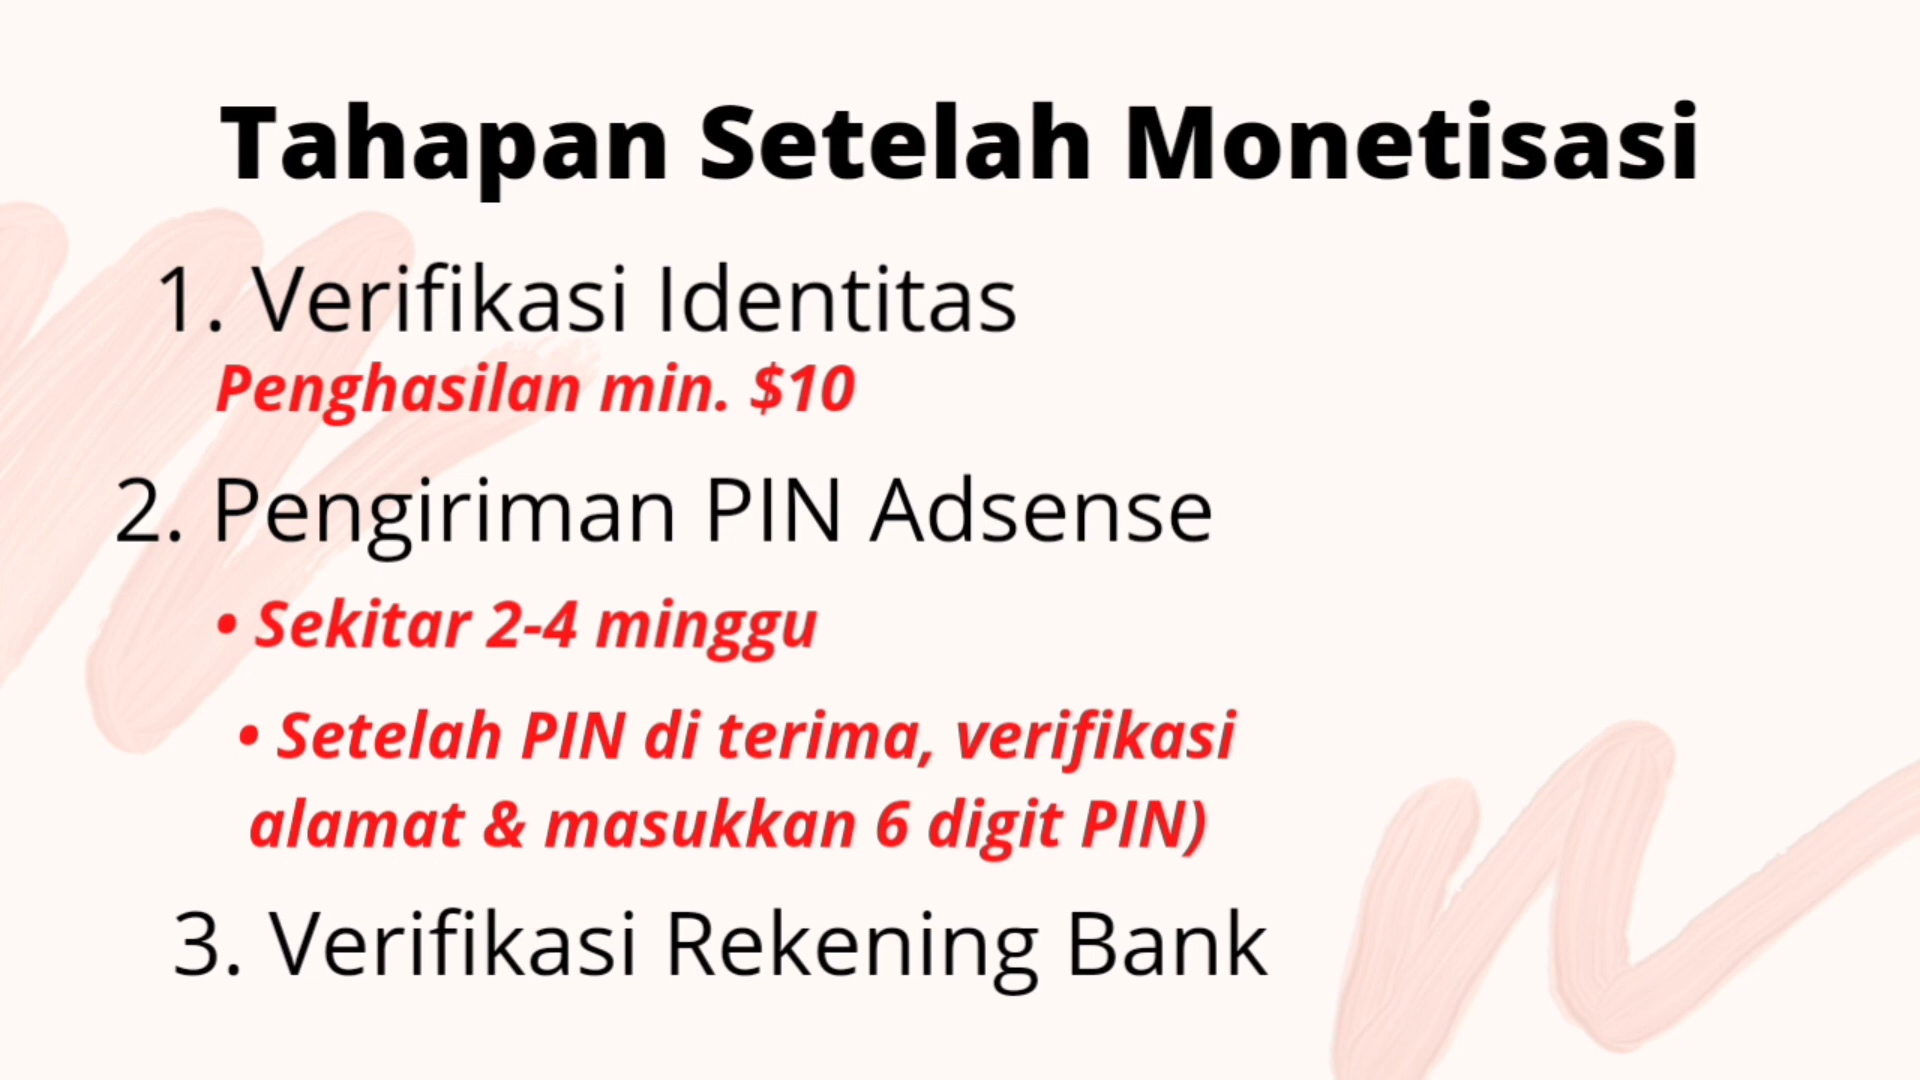 Tahapan Setelah Monetisasi
1. Verifikasi Identitas
Penghasilan min. $10
2. Pengiriman PIN Adsense
• Sekitar 2-4 minggu
• Setelah PIN di terima, verifikasi
alamat & masukkan 6 digit PIN)
3. Verifikasi Rekening Bank